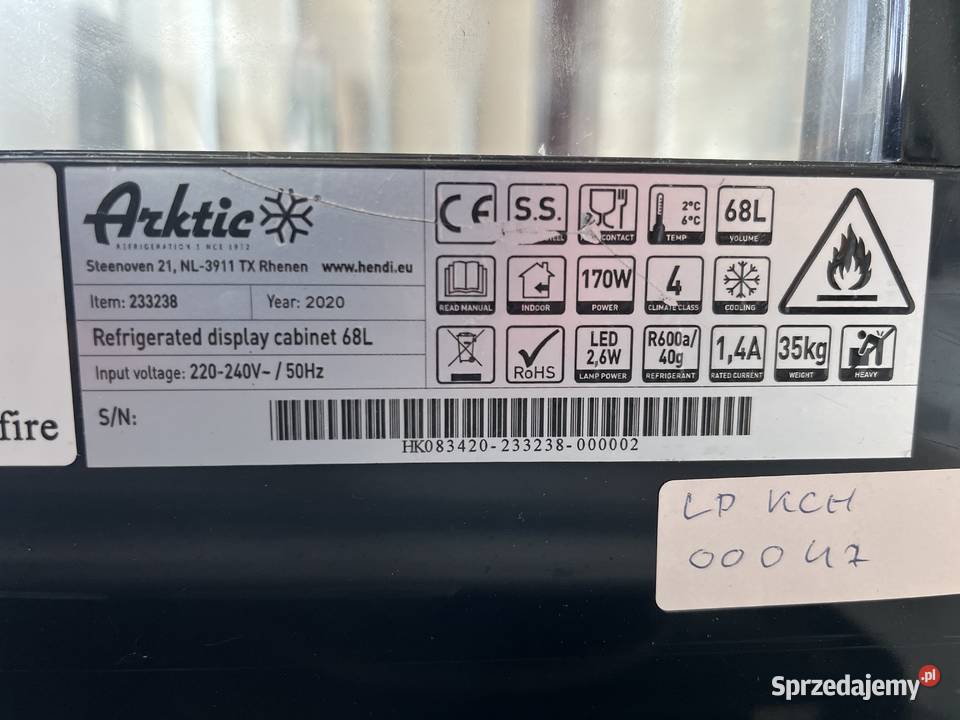 Arktic
REFRIGERATION SINCE 1972
Steenoven 21, NL-3911 TX Rhenen www.hendi.eu
Item: 233238
Year: 2020
Refrigerated display cabinet 68L
Input voltage: 220-240V~ / 50Hz
S/N:
HK083420-233238-000002
CE
S.S.
CONTACT
2°C
6°C
TEMP
68L
VOLUME
READ MANUAL
INDOOR
170W
POWER
4
CLIMATE CLASS
COOLING
RoHS
LED
2,6W
LAMP POWER
R600a/
40g
REFRIGERANT
1,4A
RATED CURRENT
35kg
WEIGHT
HEAVY
fire
LP KCH
00047
Sprzedajemy.pl